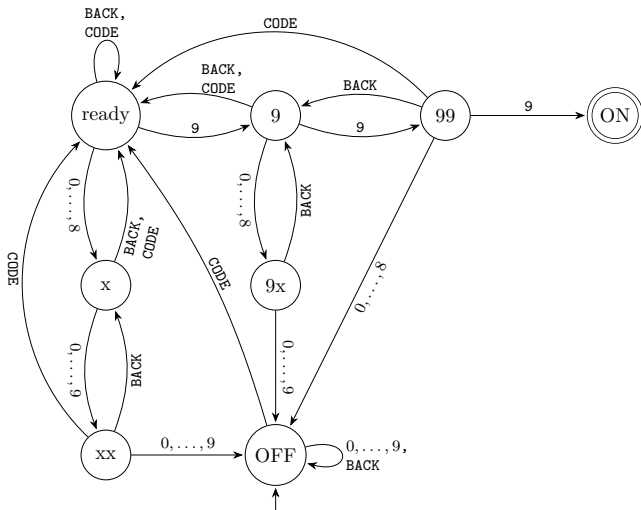 BACK,
CODE
CODE
BACK,
CODE
BACK
ready
9
9
9
99
9
ON
0, . . . , 8
BACK,
CODE
0, . . . , 8
BACK
0, . . . , 8
CODE
x
CODE
9x
0, . . . , 9
BACK
0, . . . , 9
xx
0, . . . , 9
OFF
0, . . . , 9,
BACK